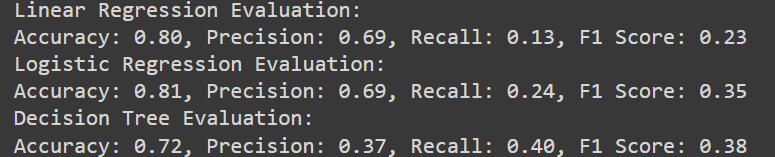 Linear Regression Evaluation:
Accuracy: 0.80, Precision: 0.69, Recall: 0.13, F1 Score: 0.23
Logistic Regression Evaluation:
Accuracy: 0.81, Precision: 0.69, Recall: 0.24, F1 Score: 0.35
Decision Tree Evaluation:
Accuracy: 0.72, Precision: 0.37, Recall: 0.40, F1 Score: 0.38